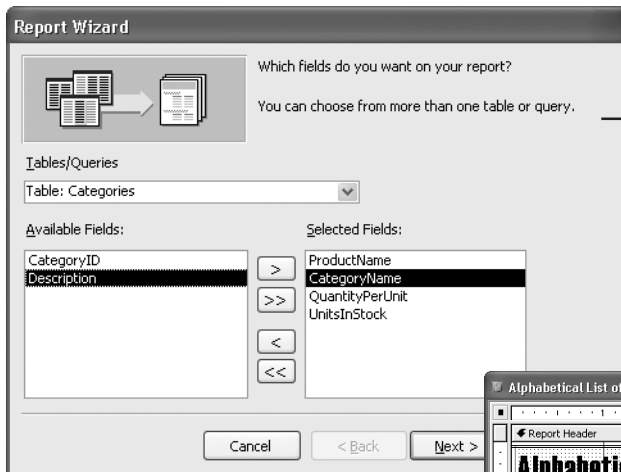 Report Wizard
Which fields do you want on your report?
You can choose from more than one table or query.
Tables/Queries
Table: Categories
Available Fields:
Selected Fields:
CategoryID
Description
>
>>
<
<<
ProductName
CategoryName
QuantityPerUnit
UnitsInStock
Cancel
< Back
Next >
Alphabetical List of
1
Report Header
Alphabeti